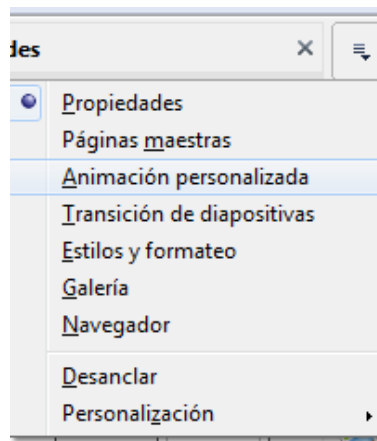 des
Propiedades
Páginas maestras
Animación personalizada
Transición de diapositivas
Estilos y formateo
Galería
Navegador
Desanclar
Personalización